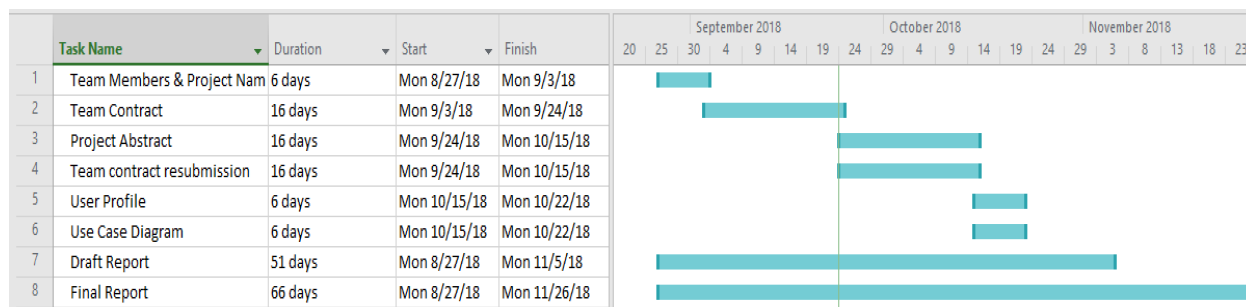 September 2018 October 2018 November 2018
Task Name Duration Start Finish 20 25 30 4 9 14 19 24 29 4 9 14 19 24 29 3 8 13 18 23
1 Team Members & Project Nam 6 days Mon 8/27/18 Mon 9/3/18
2 Team Contract 16 days Mon 9/3/18 Mon 9/24/18
3 Project Abstract 16 days Mon 9/24/18 Mon 10/15/18
4 Team contract resubmission 16 days Mon 9/24/18 Mon 10/15/18
5 User Profile 6 days Mon 10/15/18 Mon 10/22/18
6 Use Case Diagram 6 days Mon 10/15/18 Mon 10/22/18
7 Draft Report 51 days Mon 8/27/18 Mon 11/5/18
8 Final Report 66 days Mon 8/27/18 Mon 11/26/18